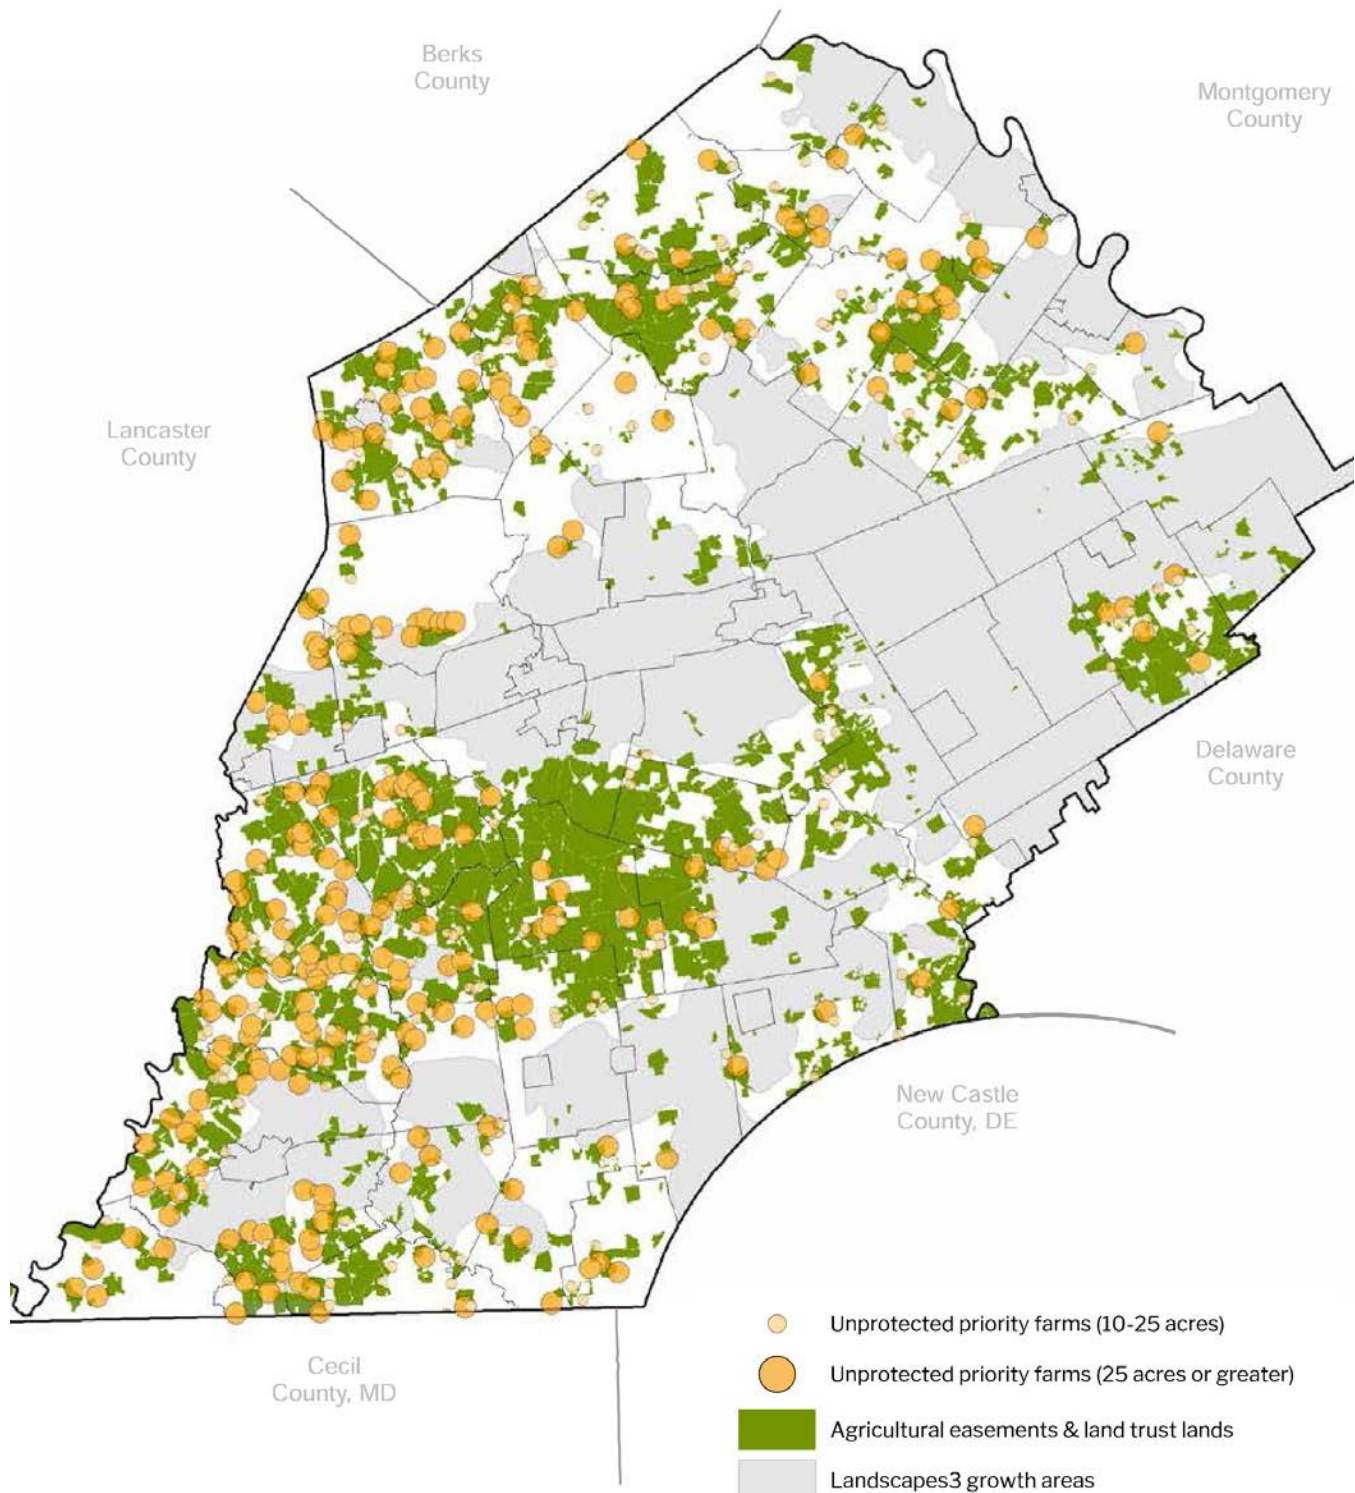 Berks
County
Montgomery
County
Lancaster
County
Delaware
County
New Castle
County, DE
Cecil
County, MD
Unprotected priority farms (10-25 acres)
Unprotected priority farms (25 acres or greater)
Agricultural easements & land trust lands
Landscapes3 growth areas